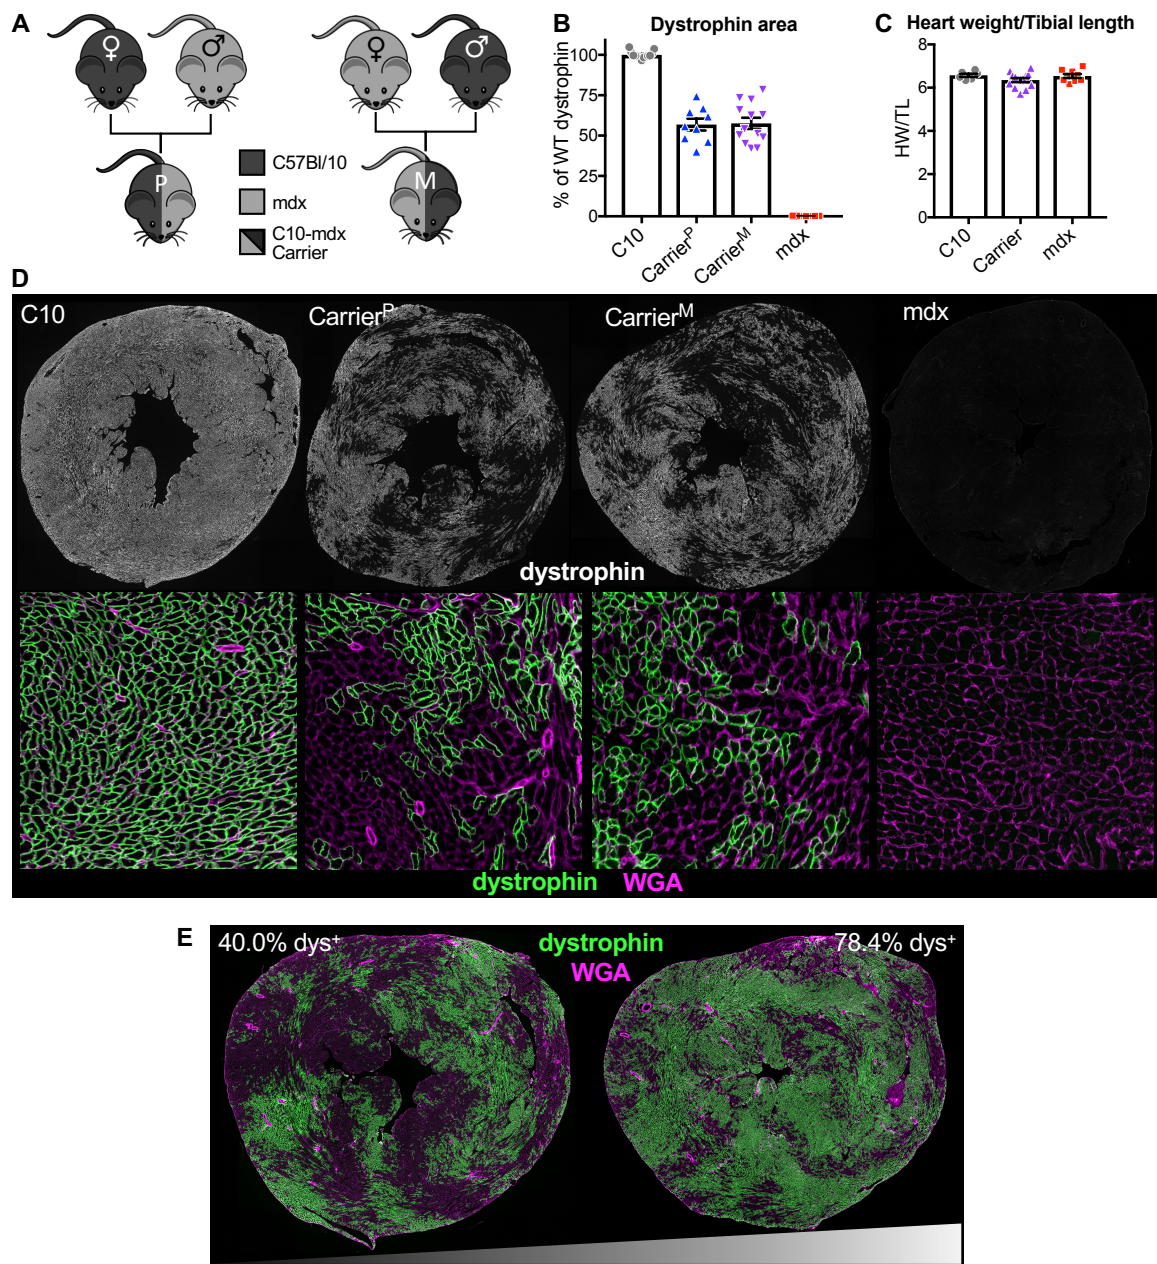 A
♀
♂
♀
♂
P
M
C57Bl/10
mdx
C10-mdx
Carrier
B
Dystrophin area
% of WT dystrophin
100
75
50
25
0
C10
Carrier^P
Carrier^M
mdx
C
Heart weight/Tibial length
HW/TL
8
6
4
2
0
C10
Carrier
mdx
D
C10
Carrier^P
Carrier^M
mdx
dystrophin
dystrophin WGA
E
40.0% dys⁺
dystrophin
WGA
78.4% dys⁺